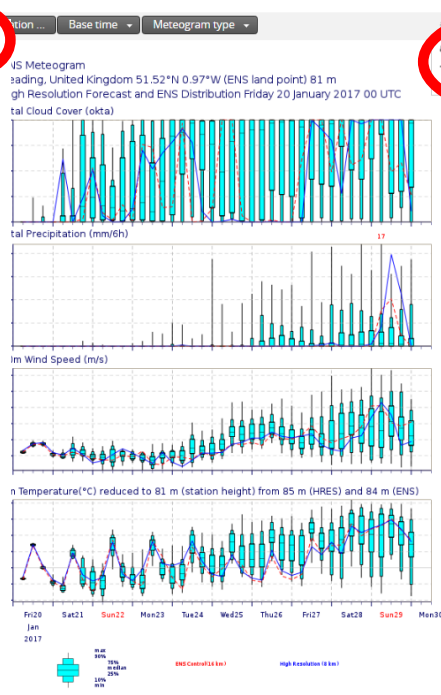 ation ... Base time Meteogram type
NS Meteogram
eading, United Kingdom 51.52°N 0.97°W (ENS land point) 81 m
gh Resolution Forecast and ENS Distribution Friday 20 January 2017 00 UTC
tal Cloud Cover (okta)
tal Precipitation (mm/6h)
17
m Wind Speed (m/s)
n Temperature(°C) reduced to 81 m (station height) from 85 m (HRES) and 84 m (ENS)
Fri20 Sat21 Sun22 Mon23 Tue24 Wed25 Thu26 Fri27 Sat28 Sun29 Mon30
Jan
2017
max
90%
75%
median
25%
10%
min
ENS Control(16 km)
High Resolution (8 km)